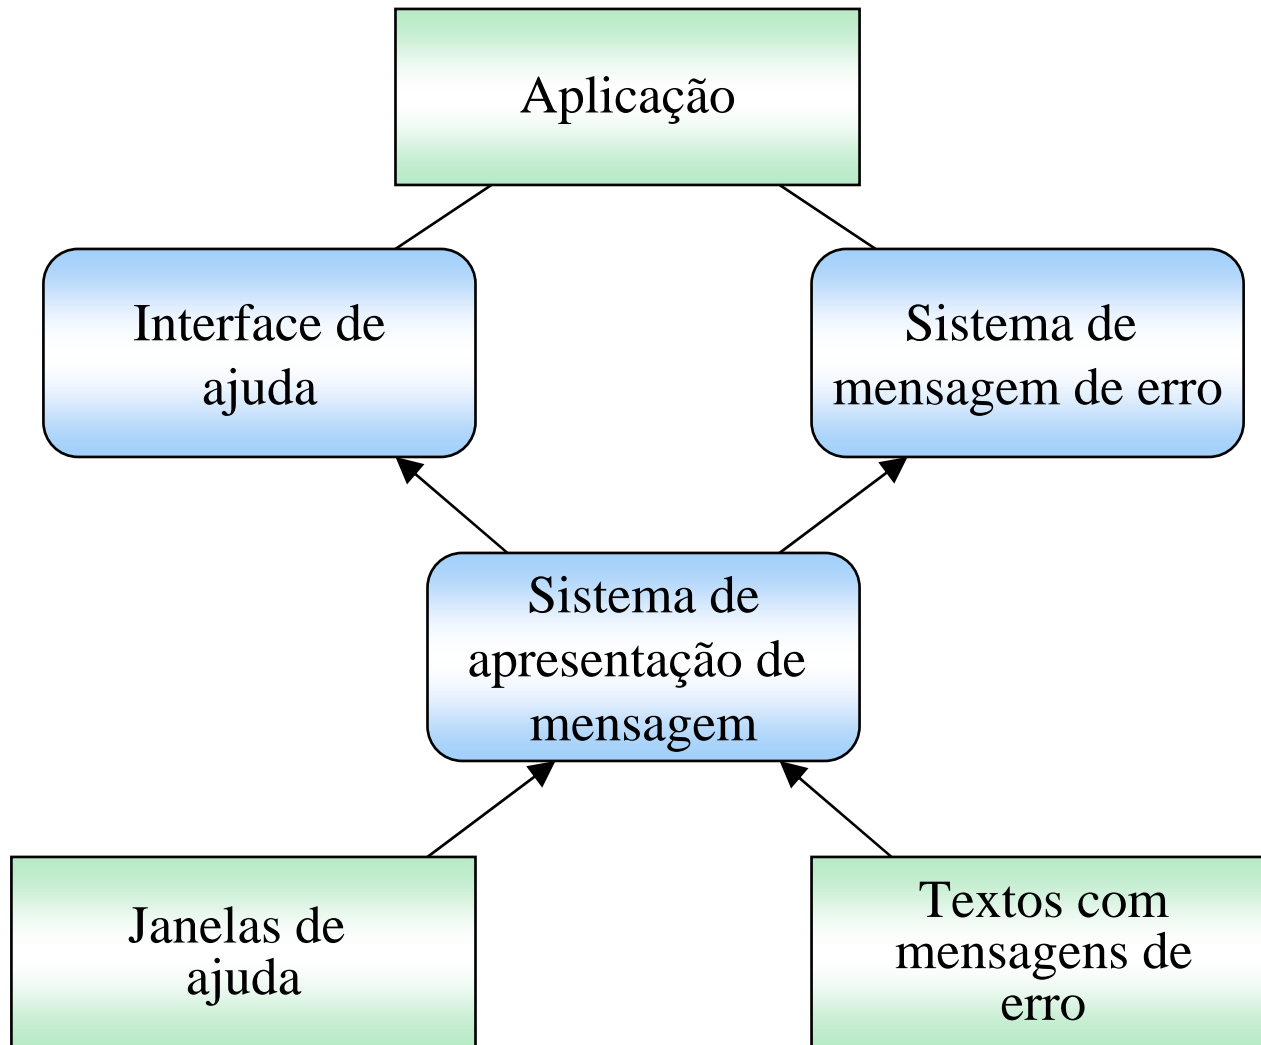 Aplicação
Interface de
ajuda
Sistema de
mensagem de erro
Sistema de
apresentação de
mensagem
Janelas de
ajuda
Textos com
mensagens de
erro